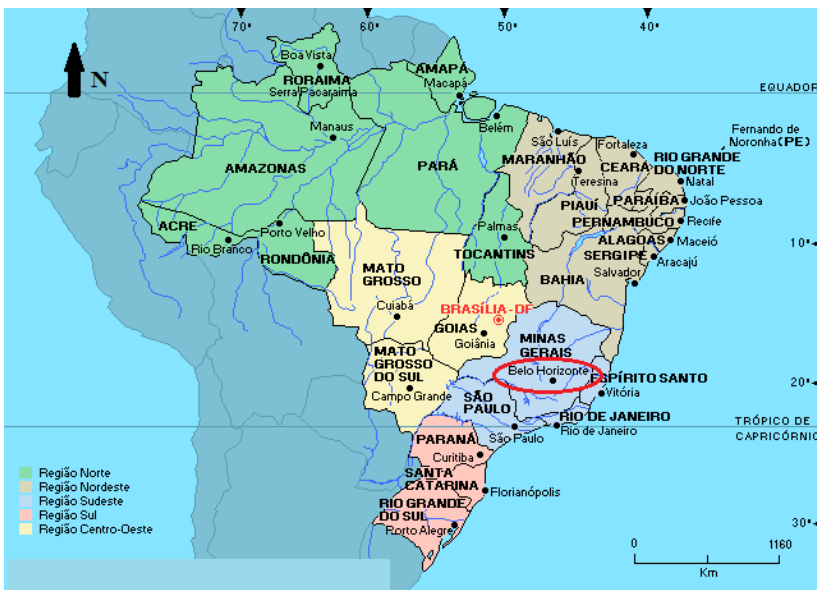 70°
60°
50°
40°
N
Boa Vista
RORAIMA
Serra Pacaraima
AMAPÁ
Macapá
EQUADOR
Manaus
Belém
São Luís
Fortaleza
Fernando de
Noronha(PE)
AMAZONAS
PARÁ
MARANHÃO
Teresina
CEARÁ
RIO GRANDE
DO NORTE
Natal
PIAUÍ
PARAÍBA
João Pessoa
PERNAMBUCO
Recife
ACRE
Rio Branco
Porto Velho
RONDÔNIA
Palmas
TOCANTINS
ALAGOAS
Maceió
SERGIPE
Aracajú
10°
MATO
GROSSO
Cuiabá
BAHIA
Salvador
BRASÍLIA-DF
GOIAS
Goiânia
MINAS
GERAIS
Belo Horizonte
ESPÍRITO SANTO
Vitória
20°
MATO
GROSSO
DO SUL
Campo Grande
SÃO
PAULO
São Paulo
RIO DE JANEIRO
Rio de Janeiro
TRÓPICO DE
CAPRICÓRNIO
PARANÁ
Curitiba
SANTA
CATARINA
Florianópolis
RIO GRANDE
DO SUL
Porto Alegre
30°
Região Norte
Região Nordeste
Região Sudeste
Região Sul
Região Centro-Oeste
0
1160
Km